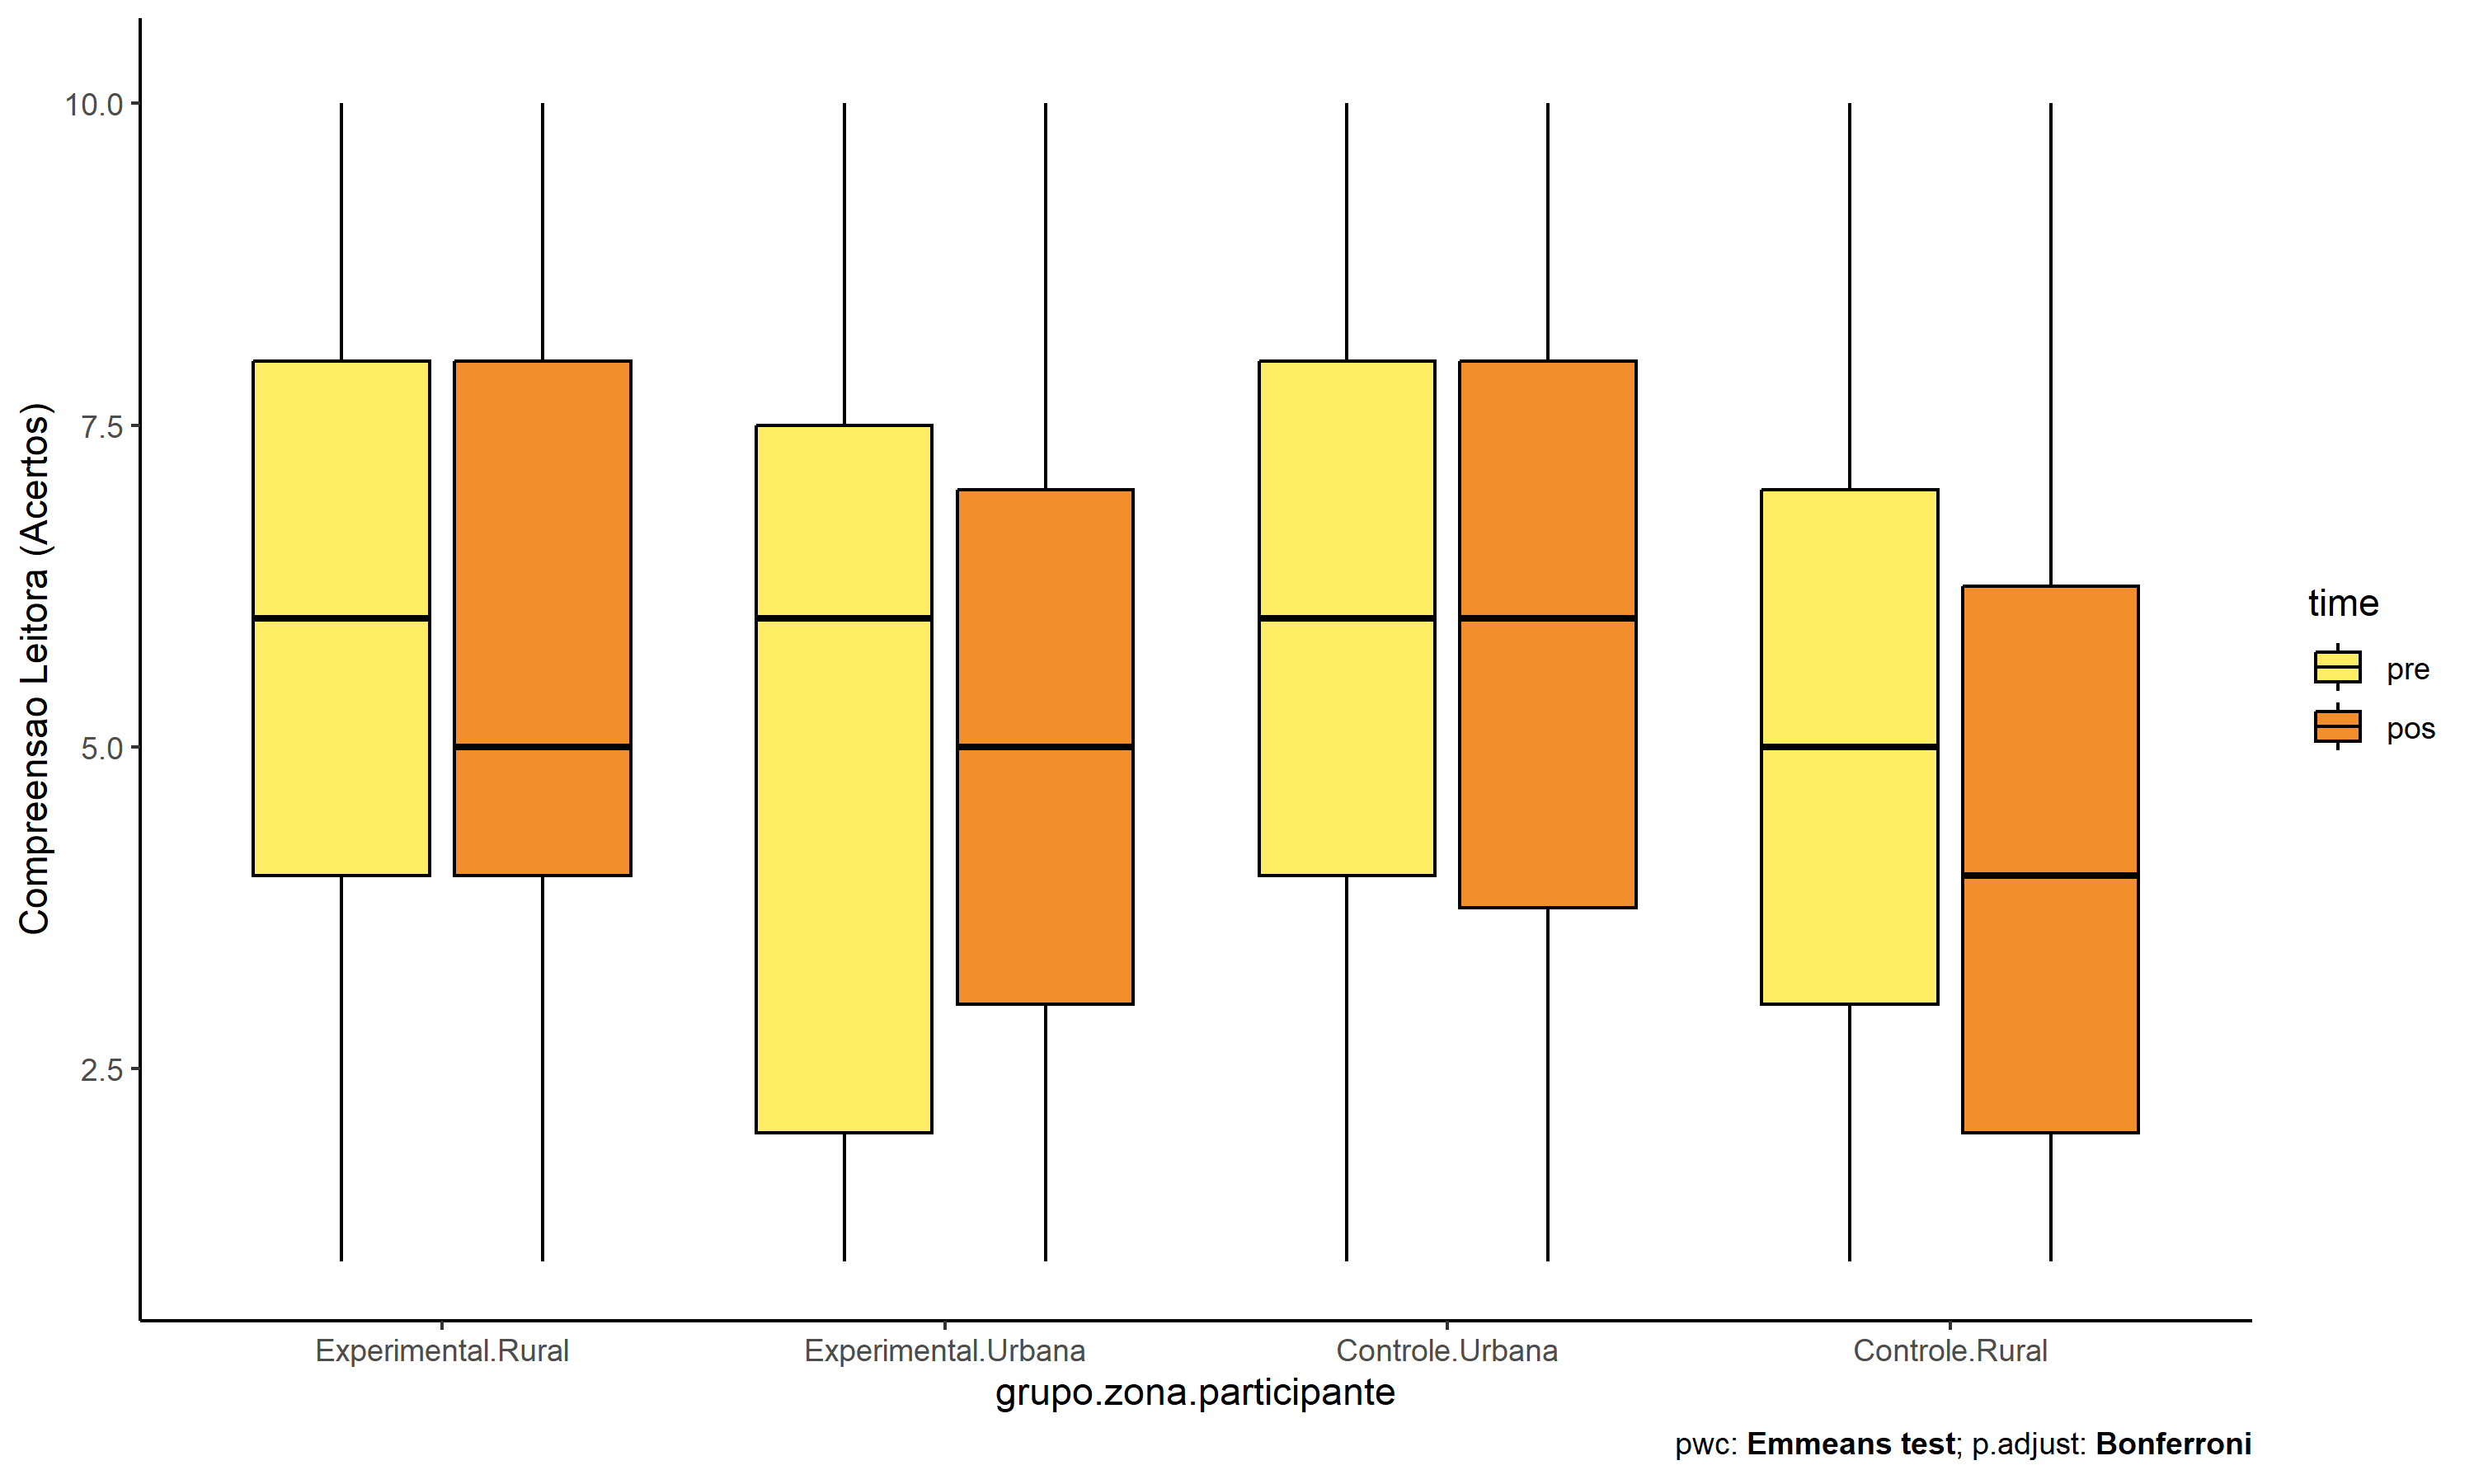 Compreensao Leitora (Acertos)
10.0
7.5
5.0
2.5
Experimental.Rural
Experimental.Urbana
Controle.Urbana
Controle.Rural
grupo.zona.participante
time
pre
pos
pwc: Emmeans test; p.adjust: Bonferroni